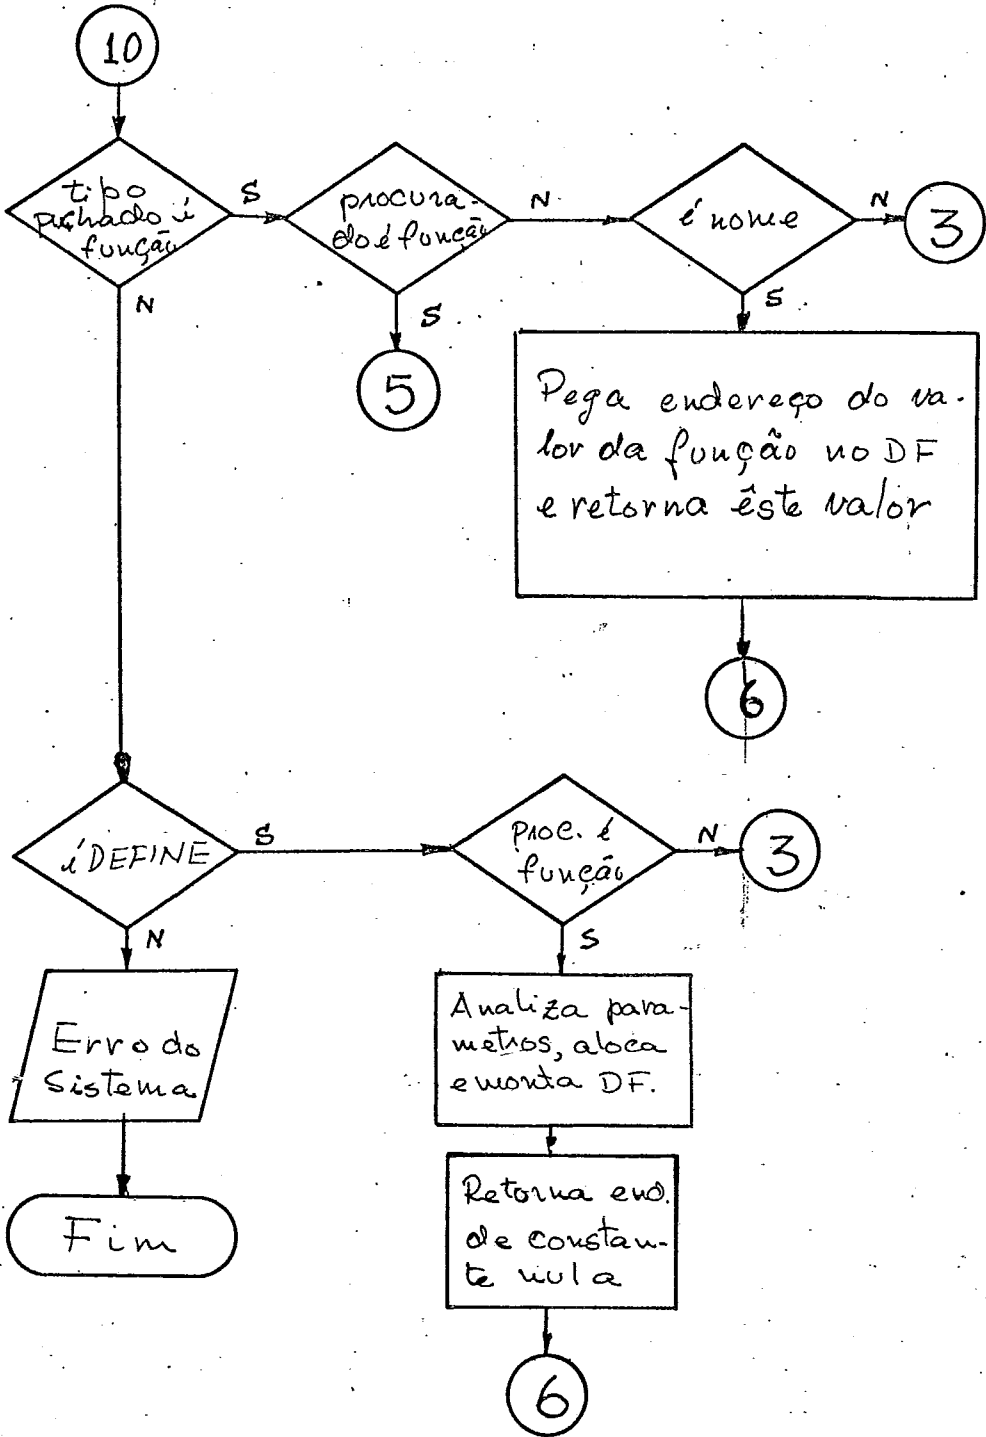 10
tipo
puxado é
função
S
procura-
do é função
N
é nome
N
3
N
S
5
S
Pega endereço do va-
lor da função no DF
e retorna êste valor
6
é DEFINE
S
proc. é
função
N
3
N
Erro do
Sistema
Fim
S
Analiza para-
metros, aloca
e monta DF.
Retorna end.
de constan-
te nula
6